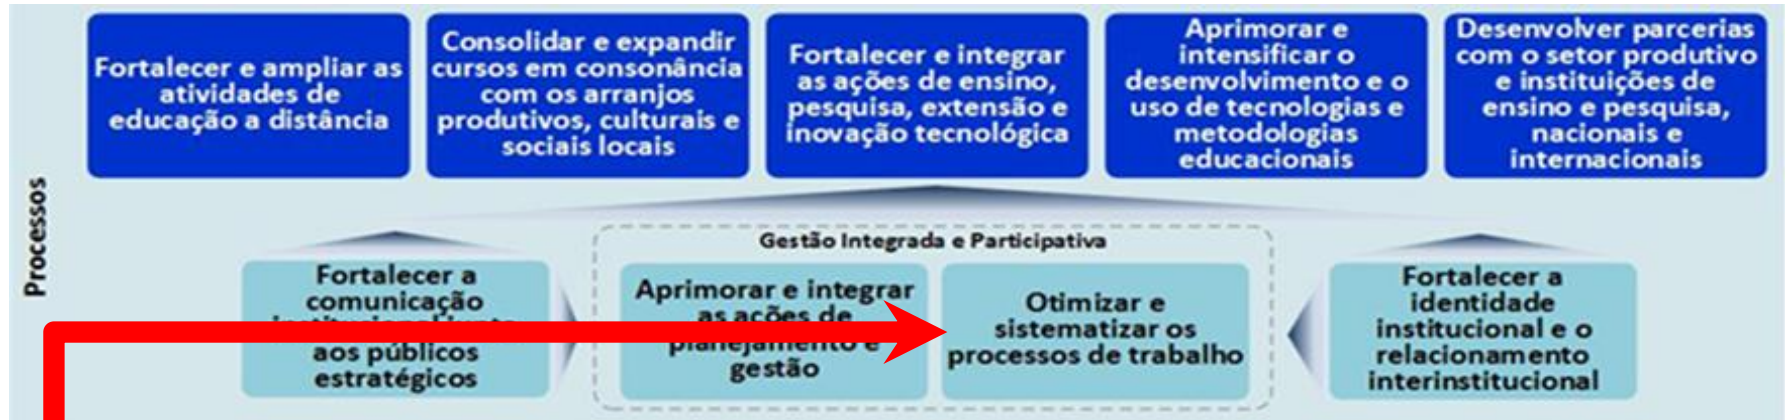 Processos
Fortalecer e ampliar as
atividades de
educação a distância
Consolidar e expandir
cursos em consonância
com os arranjos
produtivos, culturais e
sociais locais
Fortalecer e integrar
as ações de ensino,
pesquisa, extensão e
inovação tecnológica
Aprimorar e
intensificar o
desenvolvimento e o
uso de tecnologias e
metodologias
educacionais
Desenvolver parcerias
com o setor produtivo
e instituições de
ensino e pesquisa,
nacionais e
internacionais
Fortalecer a
comunicação
aos públicos
estratégicos
Gestão Integrada e Participativa
Aprimorar e integrar
as ações de
planejamento e
gestão
Otimizar e
sistematizar os
processos de trabalho
Fortalecer a
identidade
institucional e o
relacionamento
interinstitucional